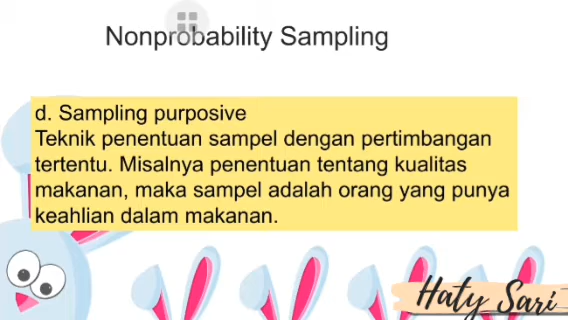 Nonprobability Sampling
d. Sampling purposive
Teknik penentuan sampel dengan pertimbangan
tertentu. Misalnya penentuan tentang kualitas
makanan, maka sampel adalah orang yang punya
keahlian dalam makanan.
Haty Sari